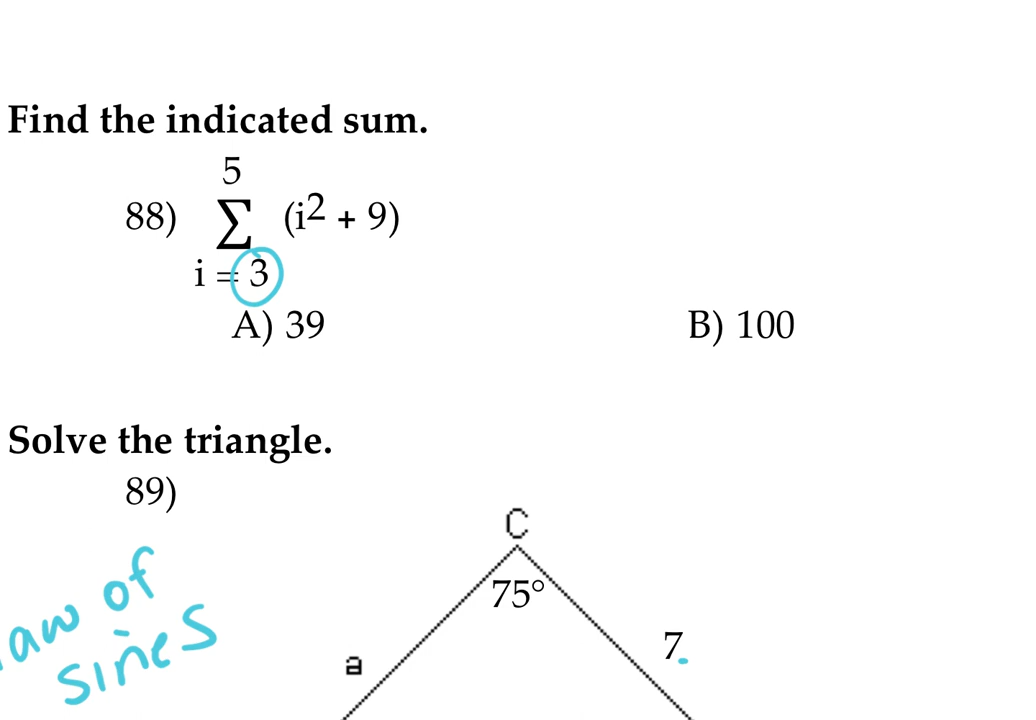 Find the indicated sum.
5
88) Σ (i² + 9)
i = 3
A) 39 B) 100
Solve the triangle.
89)
C
75°
law of
sines
a
7